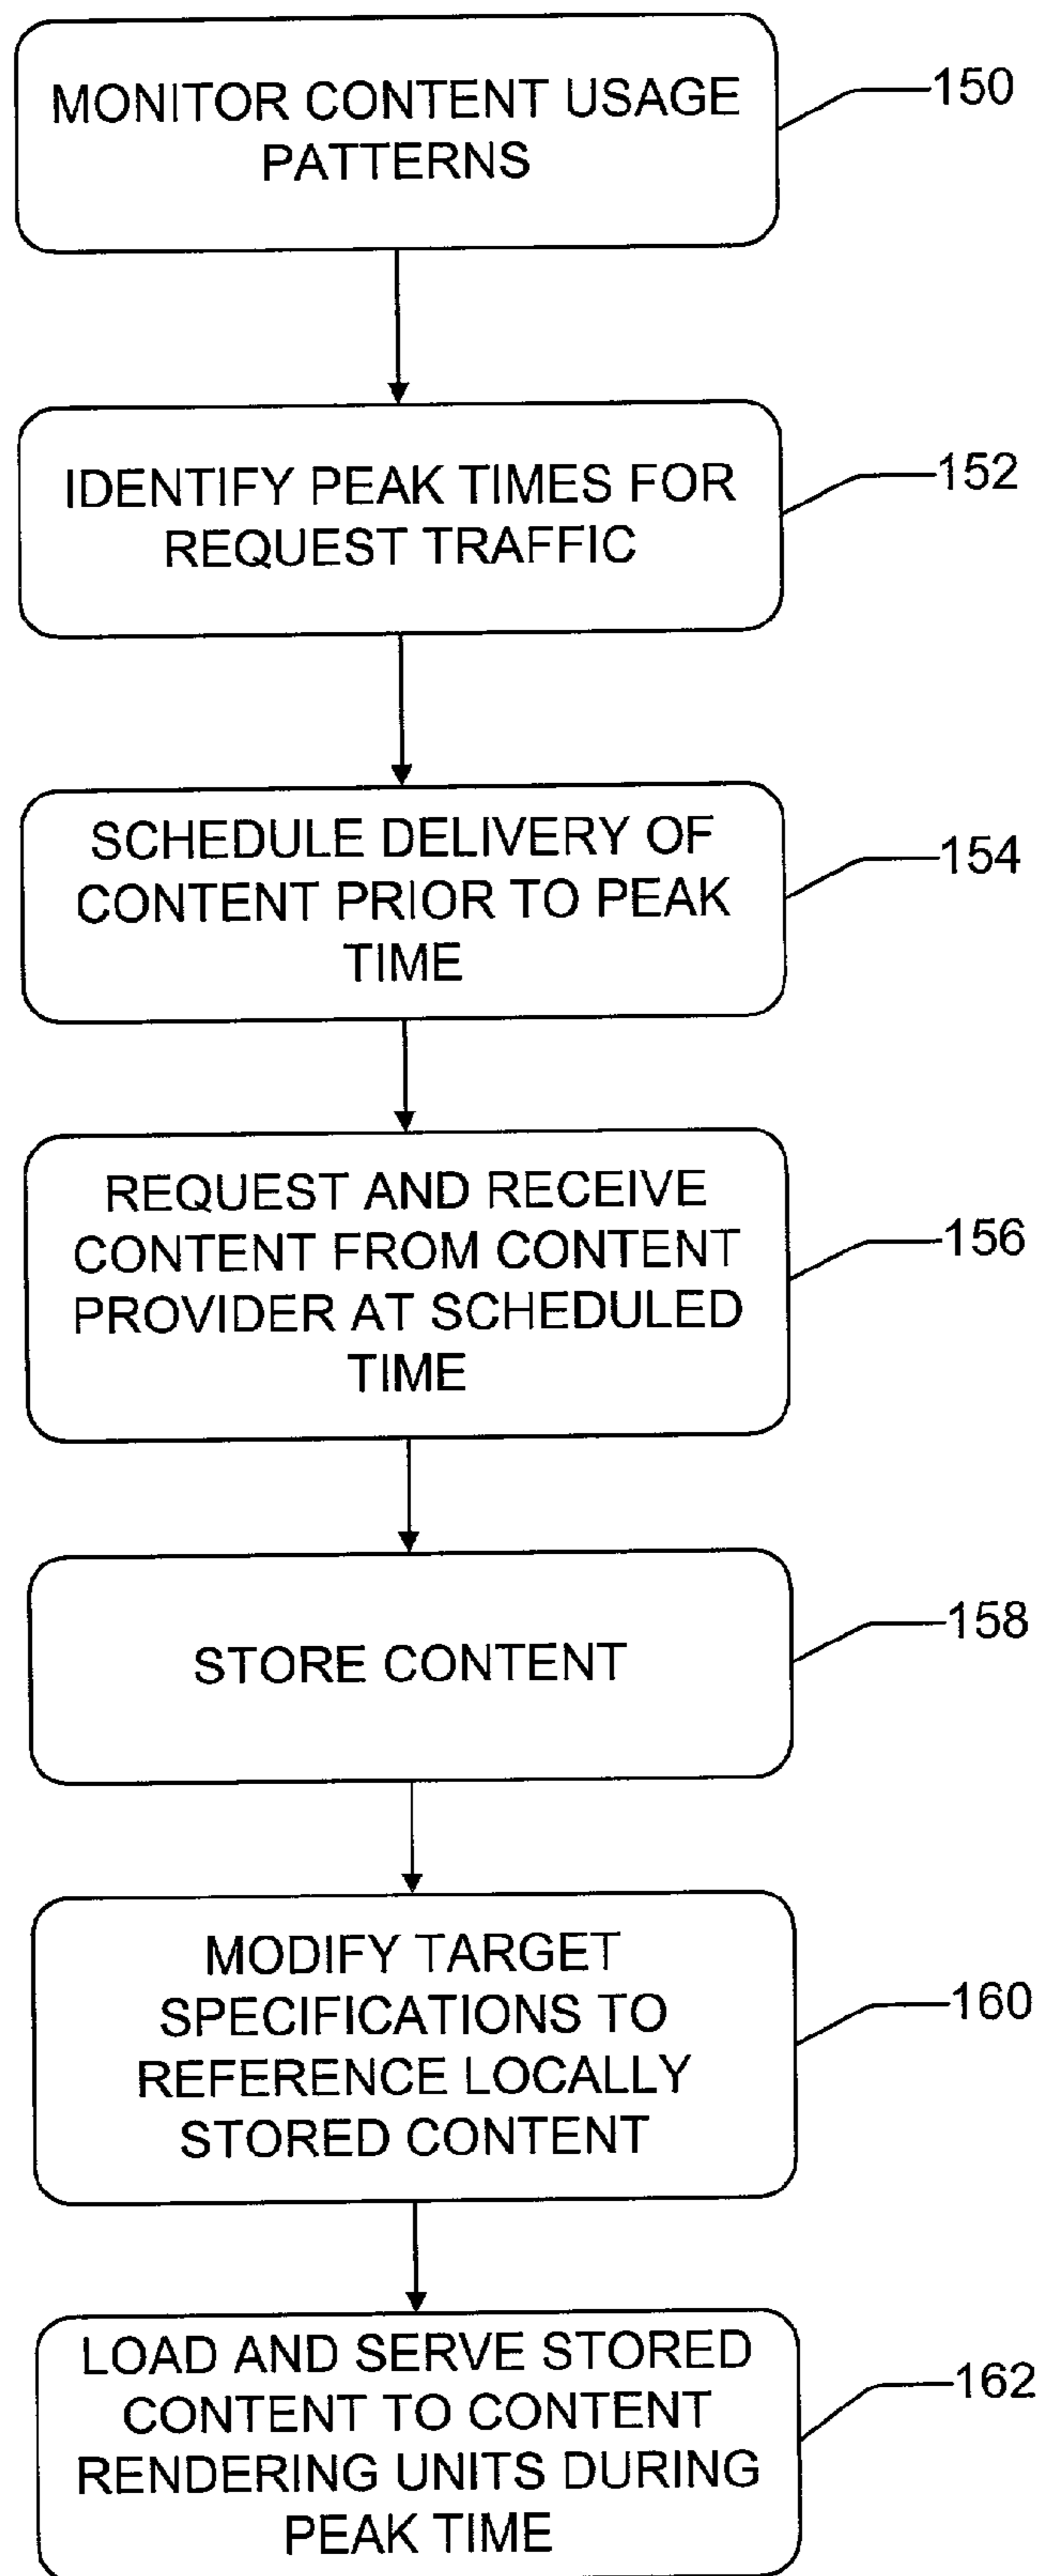 MONITOR CONTENT USAGE
PATTERNS
150
IDENTIFY PEAK TIMES FOR
REQUEST TRAFFIC
152
SCHEDULE DELIVERY OF
CONTENT PRIOR TO PEAK
TIME
154
REQUEST AND RECEIVE
CONTENT FROM CONTENT
PROVIDER AT SCHEDULED
TIME
156
STORE CONTENT
158
MODIFY TARGET
SPECIFICATIONS TO
REFERENCE LOCALLY
STORED CONTENT
160
LOAD AND SERVE STORED
CONTENT TO CONTENT
RENDERING UNITS DURING
PEAK TIME
162